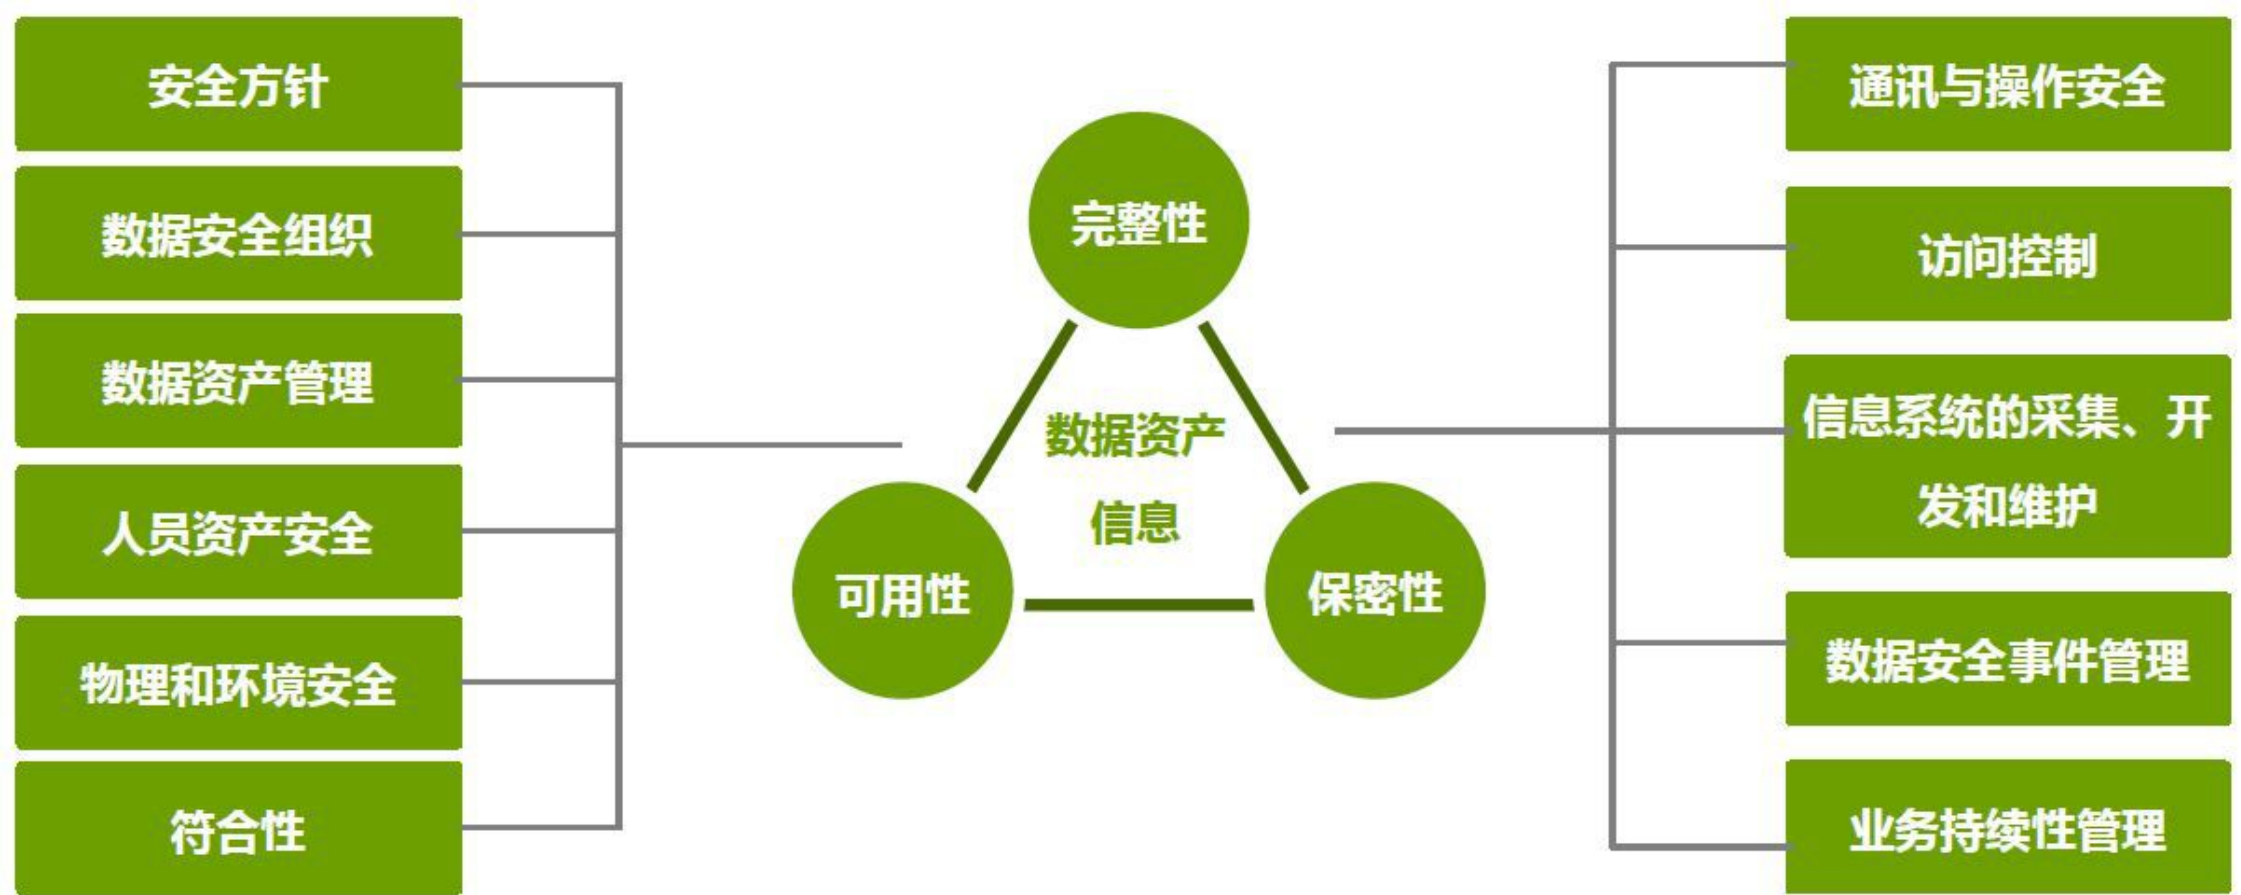 安全方针
数据安全组织
数据资产管理
人员资产安全
物理和环境安全
符合性
完整性
数据资产
信息
可用性
保密性
通讯与操作安全
访问控制
信息系统的采集、开
发和维护
数据安全事件管理
业务持续性管理